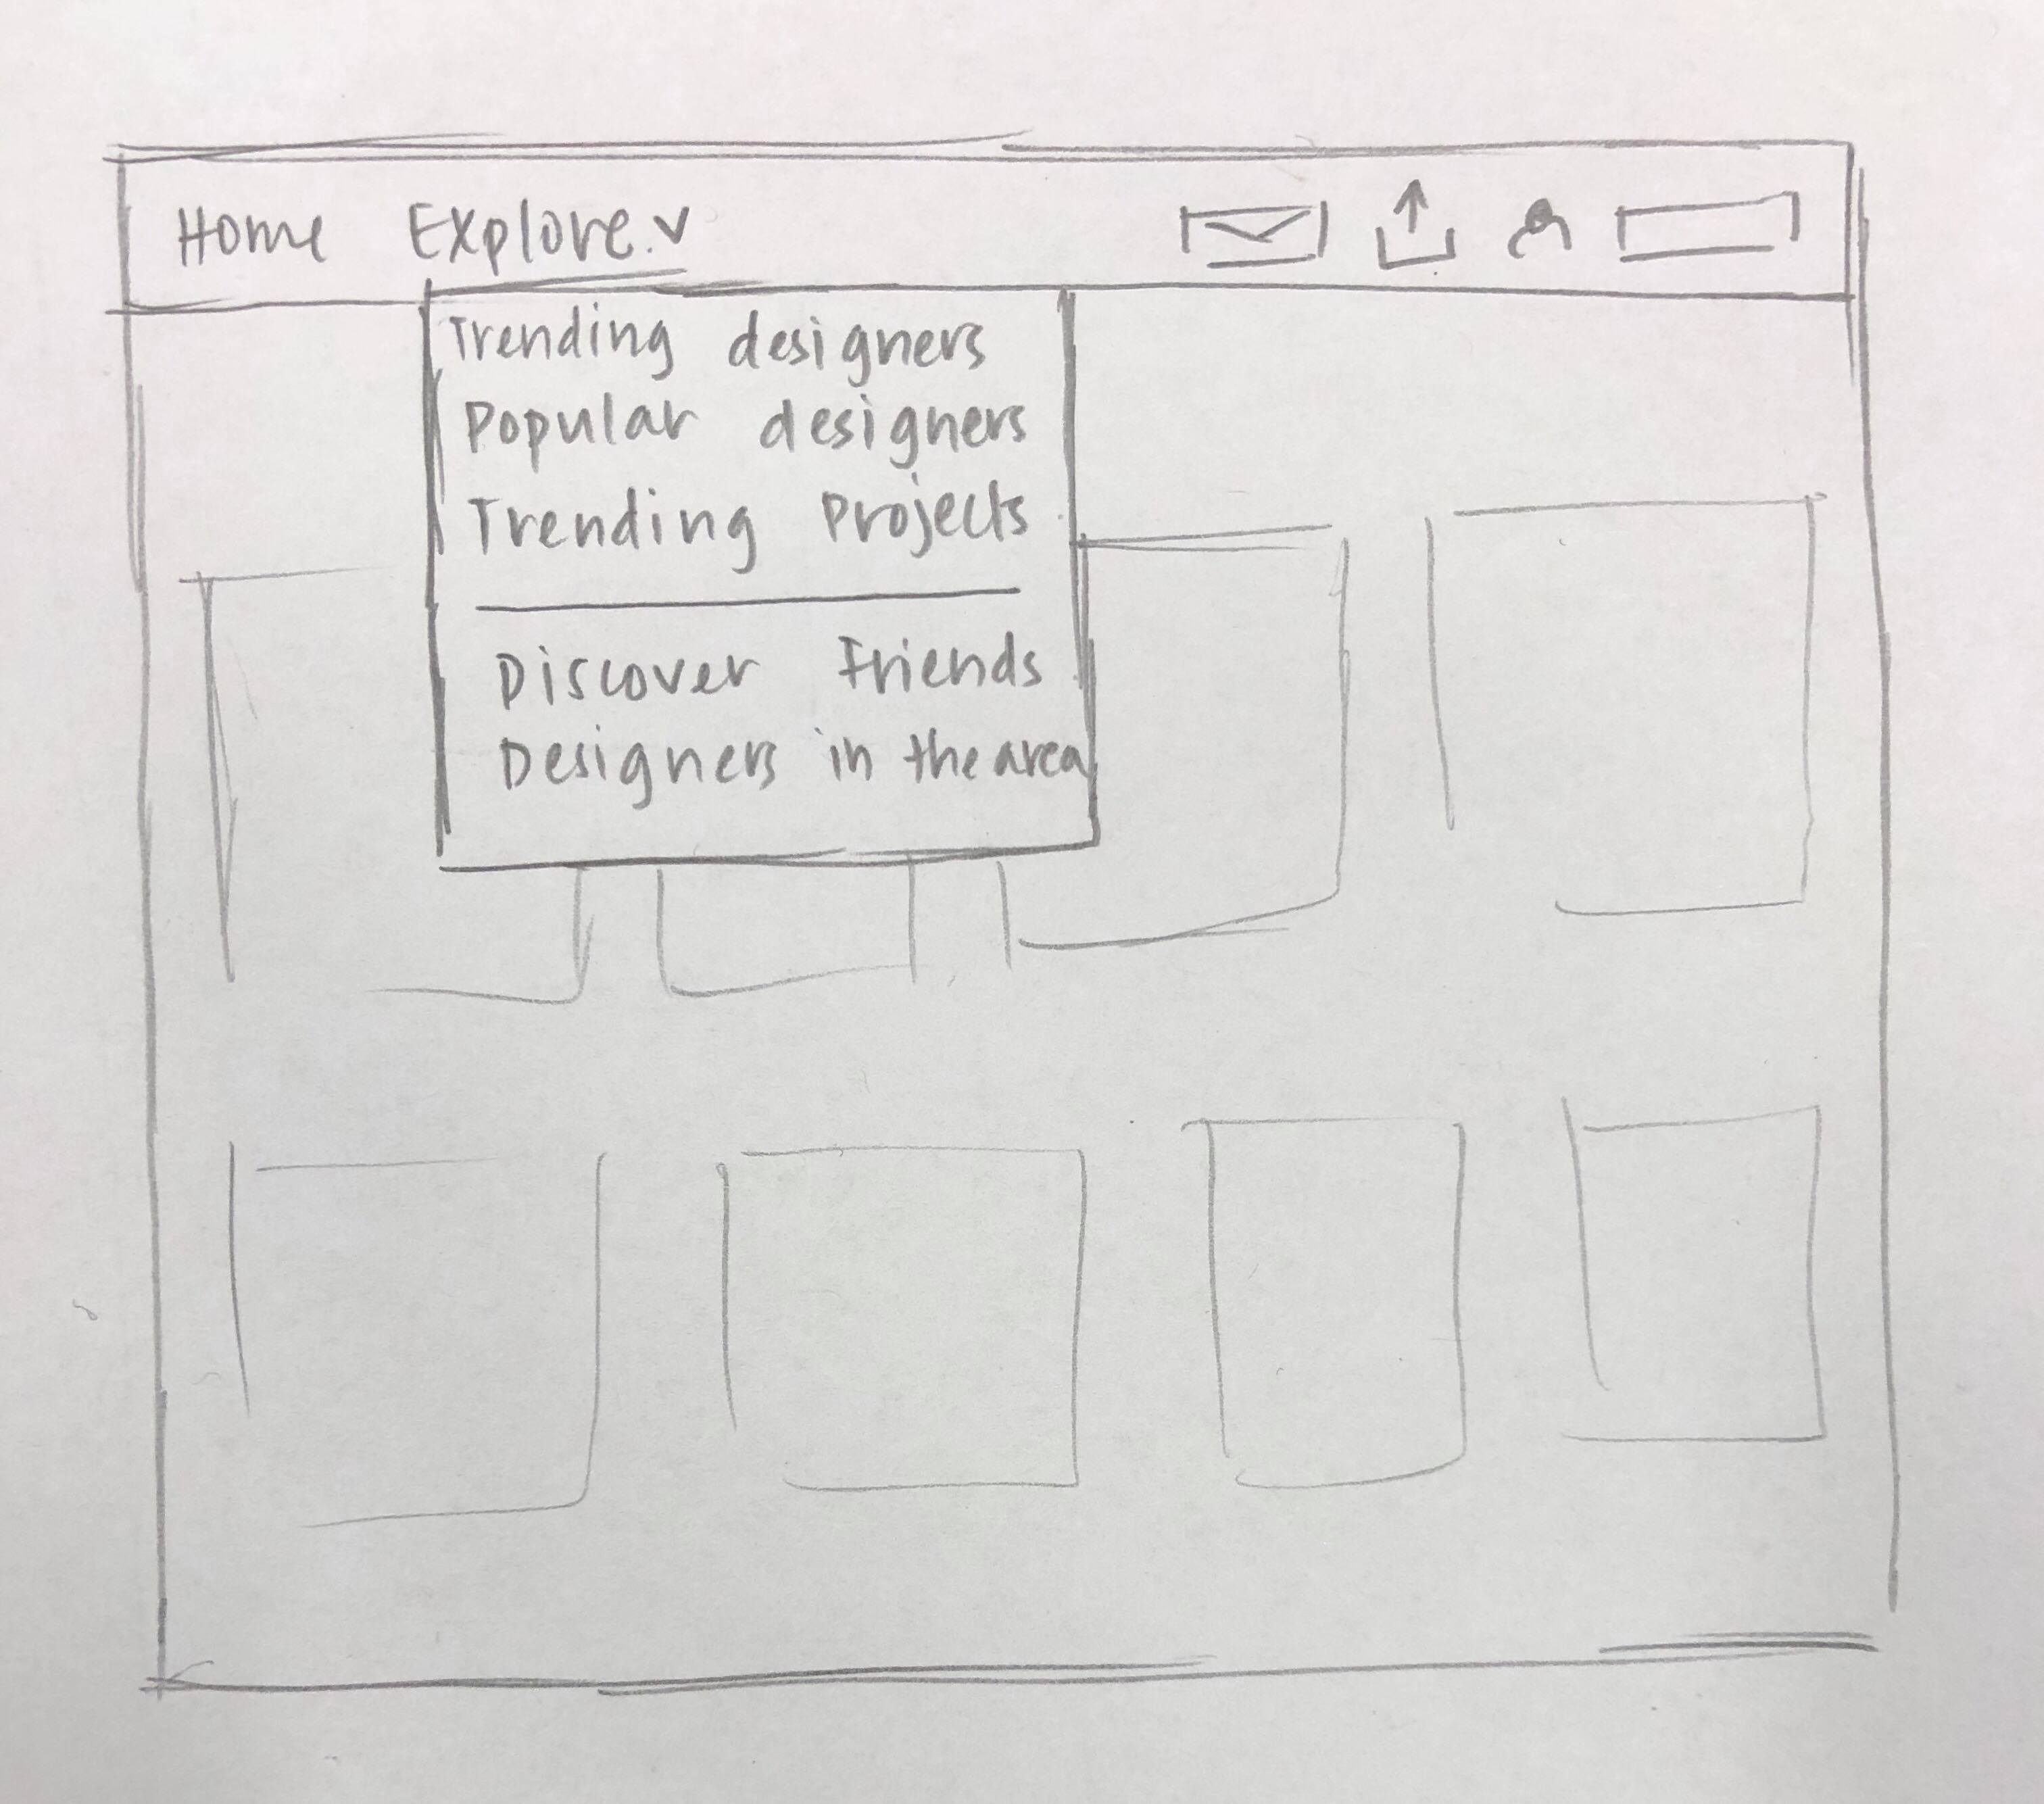 Home Explore v
Trending designers
Popular designers
Trending Projects
Discover Friends
Designers in the area